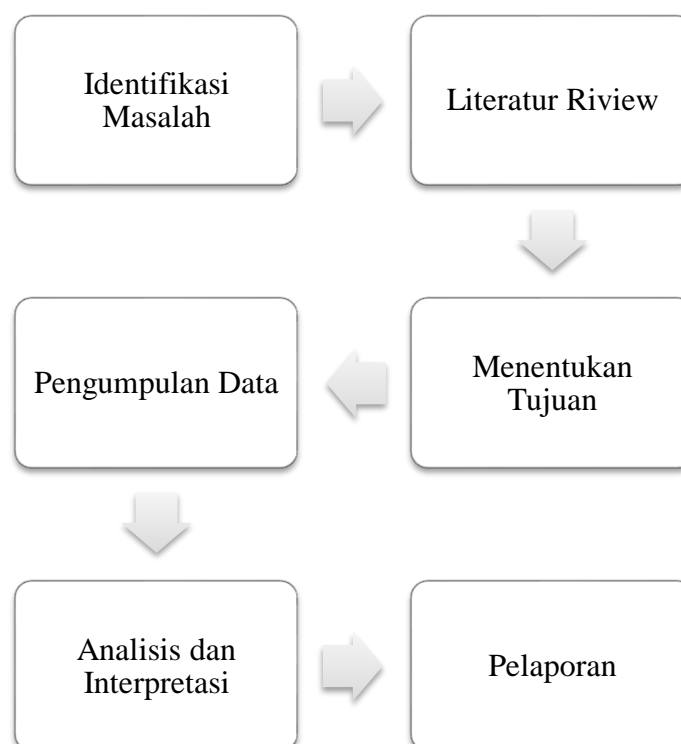 Identifikasi
Masalah
Literatur Riview
Menentukan
Tujuan
Pengumpulan Data
Analisis dan
Interpretasi
Pelaporan